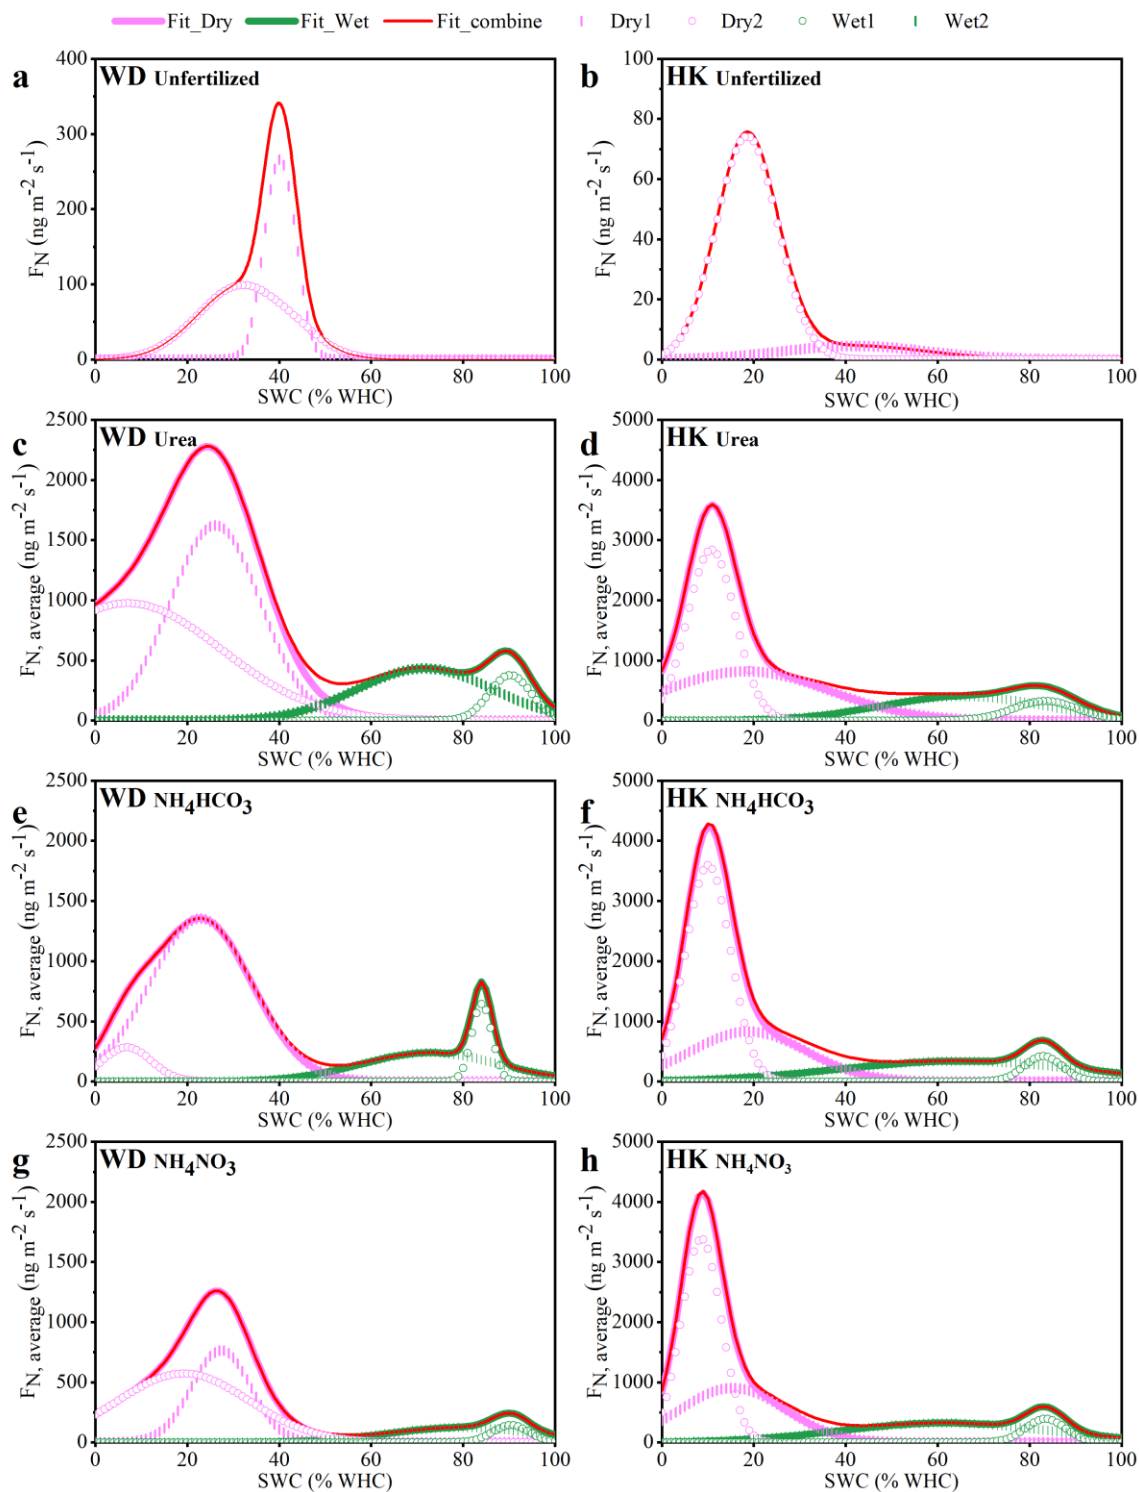 Fit_Dry Fit_Wet Fit_combine Dry1 Dry2 Wet1 Wet2
a WD Unfertilized
400
300
200
100
0
F_N (ng m⁻² s⁻¹)
0 20 40 60 80 100
SWC (% WHC)
b HK Unfertilized
100
80
60
40
20
0
F_N (ng m⁻² s⁻¹)
0 20 40 60 80 100
SWC (% WHC)
c WD Urea
2500
2000
1500
1000
500
0
F_N, average (ng m⁻² s⁻¹)
0 20 40 60 80 100
SWC (% WHC)
d HK Urea
5000
4000
3000
2000
1000
0
F_N, average (ng m⁻² s⁻¹)
0 20 40 60 80 100
SWC (% WHC)
e WD NH₄HCO₃
2500
2000
1500
1000
500
0
F_N, average (ng m⁻² s⁻¹)
0 20 40 60 80 100
SWC (% WHC)
f HK NH₄HCO₃
5000
4000
3000
2000
1000
0
F_N, average (ng m⁻² s⁻¹)
0 20 40 60 80 100
SWC (% WHC)
g WD NH₄NO₃
2500
2000
1500
1000
500
0
F_N, average (ng m⁻² s⁻¹)
0 20 40 60 80 100
SWC (% WHC)
h HK NH₄NO₃
5000
4000
3000
2000
1000
0
F_N, average (ng m⁻² s⁻¹)
0 20 40 60 80 100
SWC (% WHC)